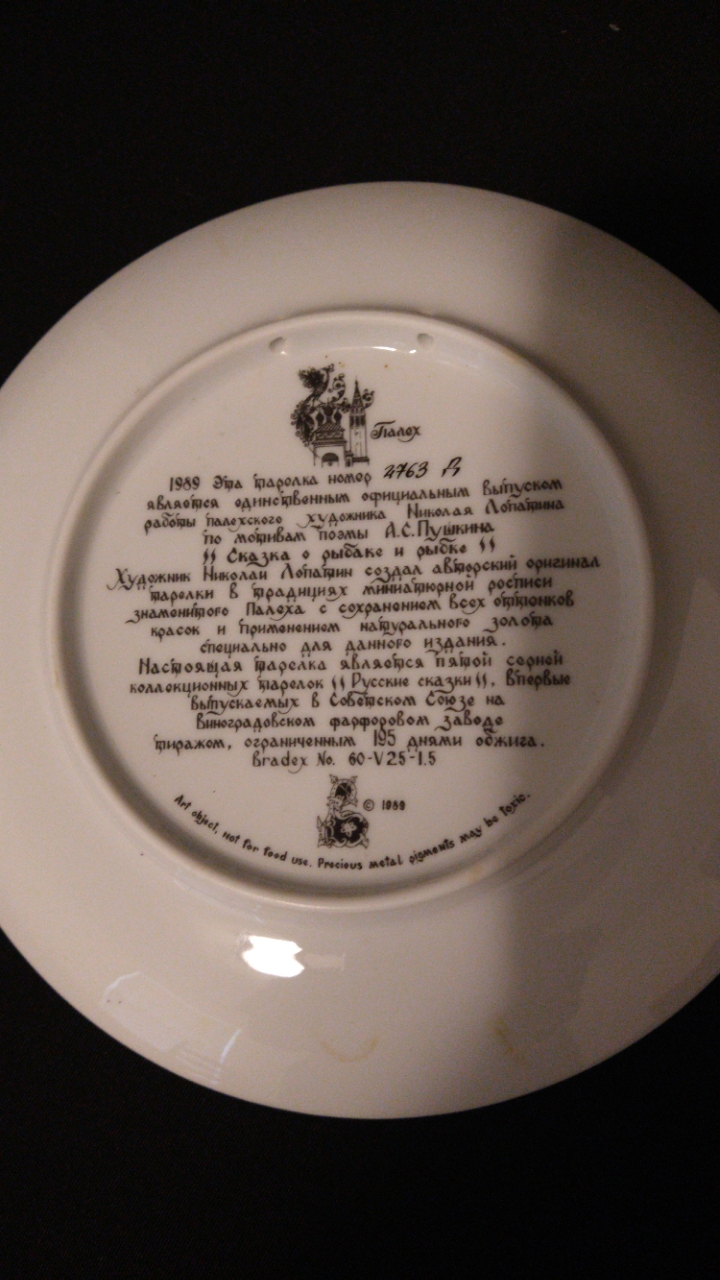 Палех
1989 Эта тарелка номер 4763 Д
является единственным официальным выпуском
работы палехского художника Николая Лопатина
по мотивам поэмы А.С.Пушкина
" Сказка о рыбаке и рыбке "
Художник Николай Лопатин создал авторский оригинал
тарелки в традициях миниатюрной росписи
знаменитого Палеха с сохранением всех оттенков
красок и применением натурального золота
специально для данного издания.
Настоящая тарелка является пятой серией
коллекционных тарелок "Русские сказки", впервые
выпускаемых в Советском Союзе на
Виноградовском фарфоровом заводе
тиражом, ограниченным 195 днями обжига.
Bradex No. 60-V25-1.5
© 1989
Art object, not for food use. Precious metal pigments may be toxic.